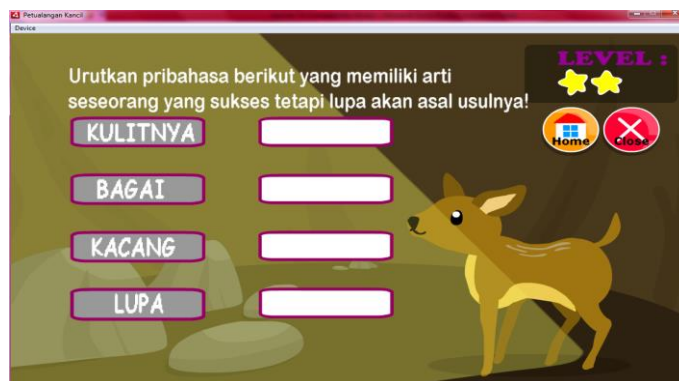 Petualangan Kancil
Device
LEVEL :
Urutkan pribahasa berikut yang memiliki arti
seseorang yang sukses tetapi lupa akan asal usulnya!
Home
Close
KULITNYA
BAGAI
KACANG
LUPA